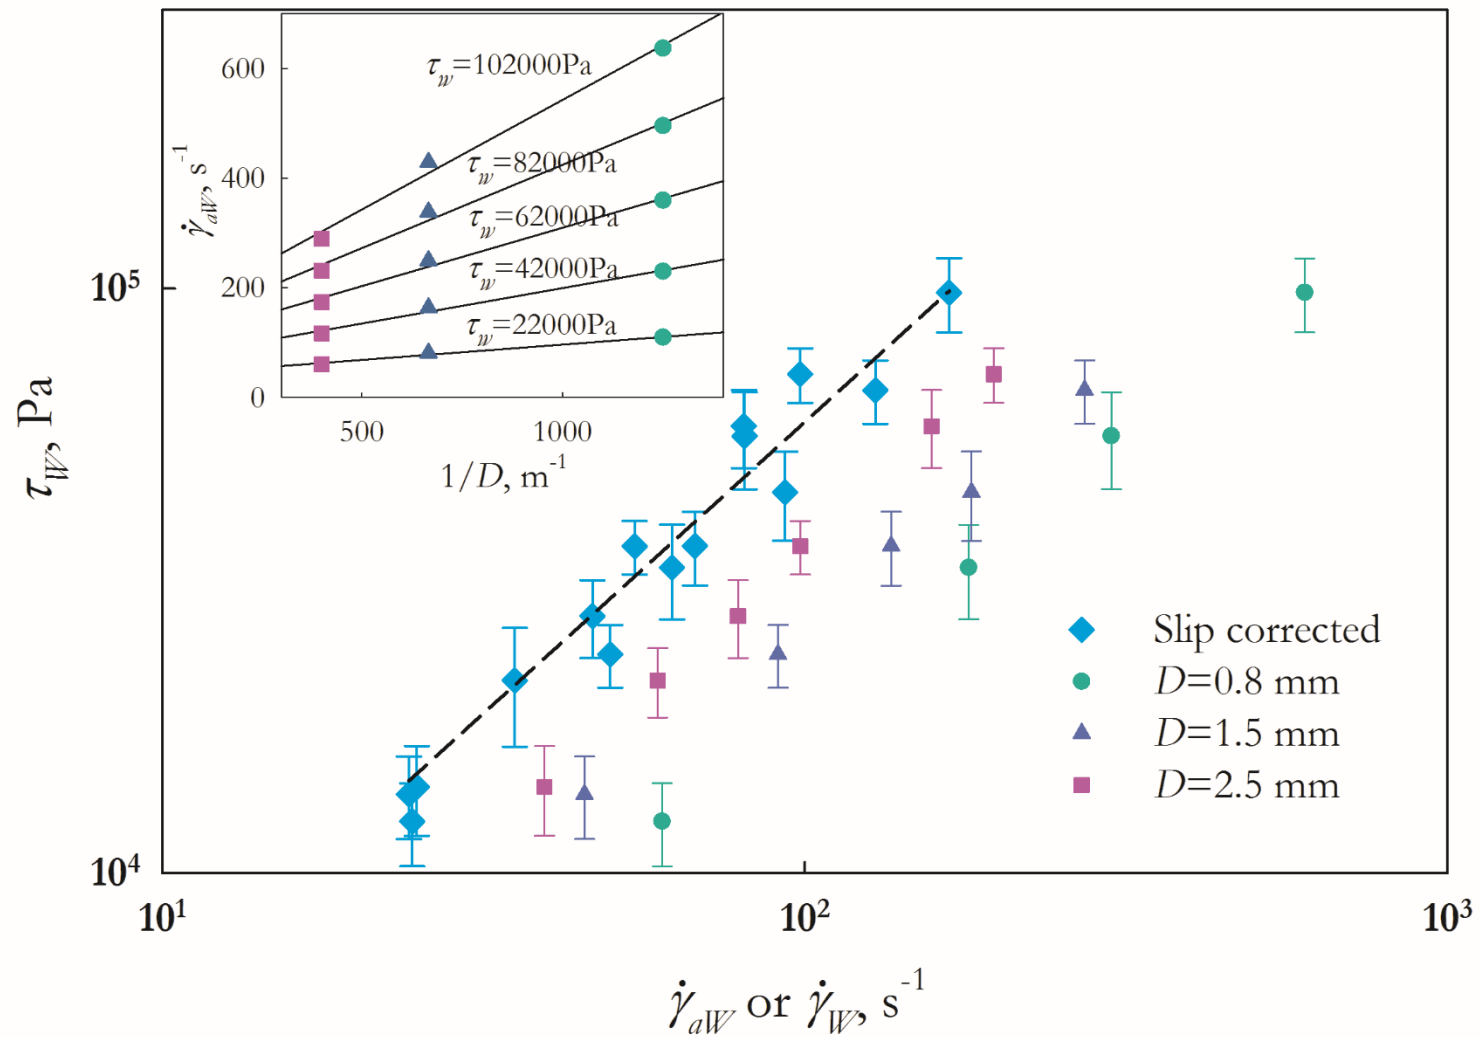 600
400
200
0
500
1000
γ̇aW, s-1
1/D, m-1
τw=102000Pa
τw=82000Pa
τw=62000Pa
τw=42000Pa
τw=22000Pa
105
104
τW, Pa
101
102
103
γ̇aW or γ̇W, s-1
Slip corrected
D=0.8 mm
D=1.5 mm
D=2.5 mm